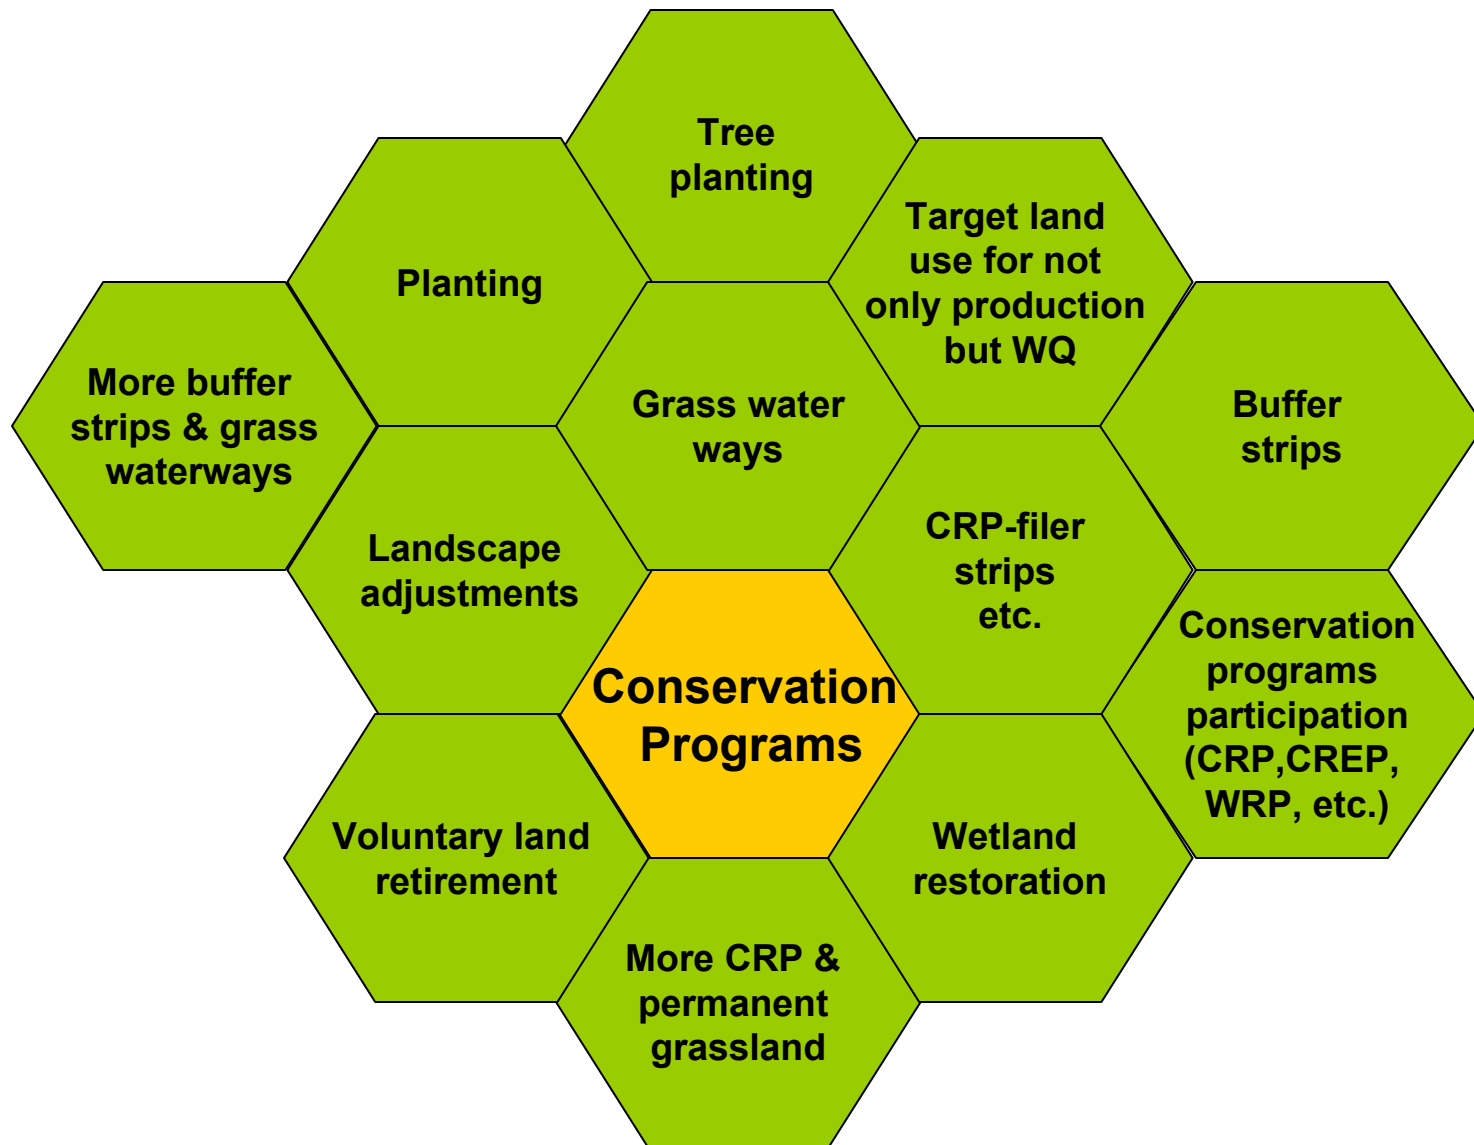 Tree
planting
Target land
use for not
only production
but WQ
Planting
More buffer
strips & grass
waterways
Grass water
ways
Buffer
strips
Landscape
adjustments
CRP-filer
strips
etc.
Conservation
Programs
Conservation
programs
participation
(CRP,CREP,
WRP, etc.)
Voluntary land
retirement
Wetland
restoration
More CRP &
permanent
grassland